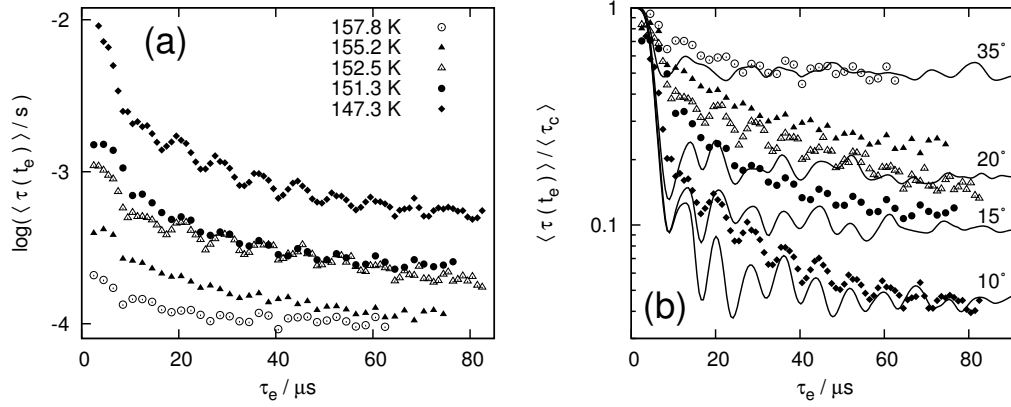 (a)
157.8 K
155.2 K
152.5 K
151.3 K
147.3 K
-2
-3
-4
log(⟨ τ ( t_e ) ⟩ / s
0 20 40 60 80
τ_e / μs
(b)
1
0.1
⟨ τ ( t_e ) ⟩ / ⟨ τ_c ⟩
35°
20°
15°
10°
0 20 40 60 80
τ_e / μs